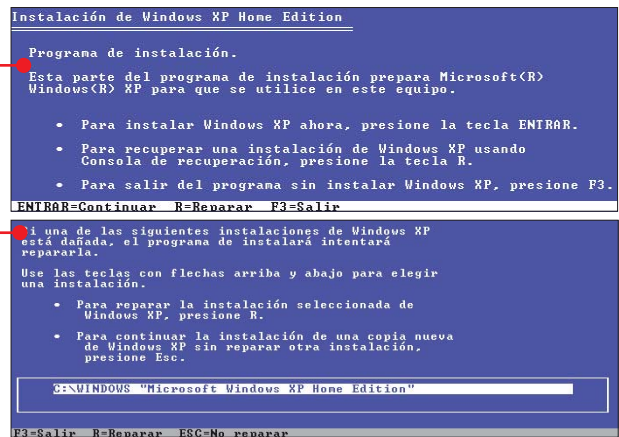 Instalación de Windows XP Home Edition
Programa de instalación.
Esta parte del programa de instalación prepara Microsoft(R)
Windows(R) XP para que se utilice en este equipo.
• Para instalar Windows XP ahora, presione la tecla ENTRAR.
• Para recuperar una instalación de Windows XP usando
Consola de recuperación, presione la tecla R.
• Para salir del programa sin instalar Windows XP, presione F3.
ENTRAR=Continuar R=Reparar F3=Salir
Si una de las siguientes instalaciones de Windows XP
está dañada, el programa de instalará intentará
repararla.
Use las teclas con flechas arriba y abajo para elegir
una instalación.
• Para reparar la instalación seleccionada de
Windows XP, presione R.
• Para continuar la instalación de una copia nueva
de Windows XP sin reparar otra instalación,
presione Esc.
C:\WINDOWS "Microsoft Windows XP Home Edition"
F3=Salir R=Reparar ESC=No reparar